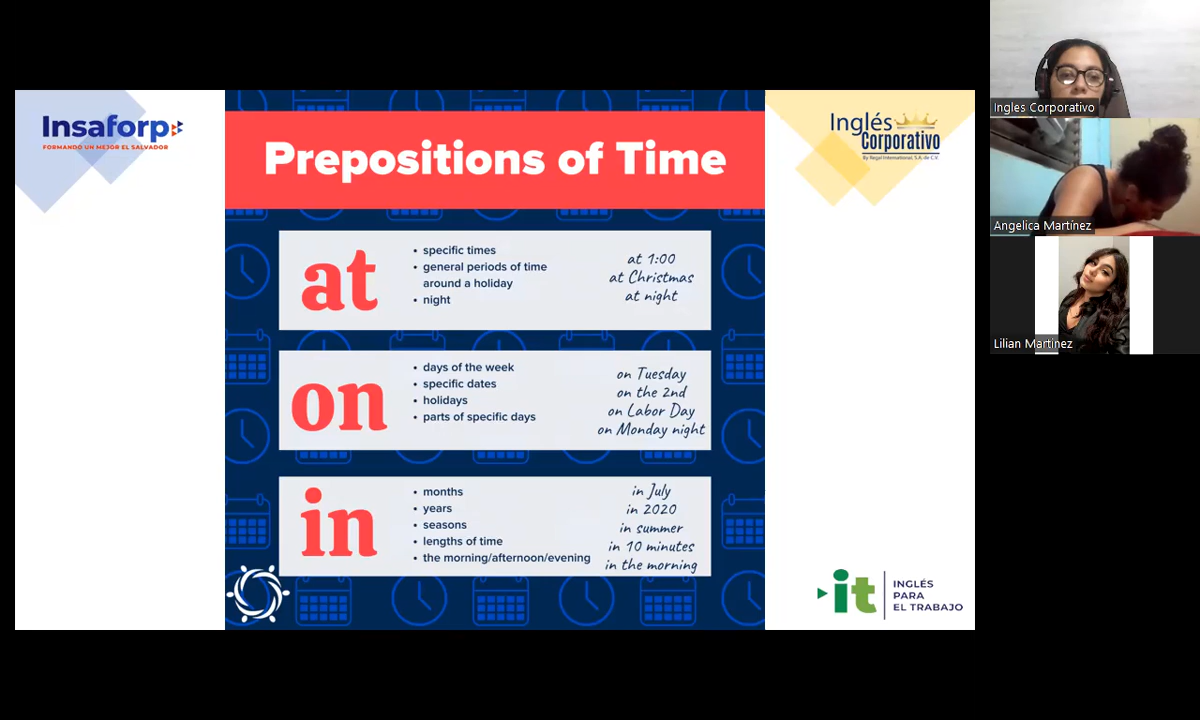 Insaforp
FORMANDO UN MEJOR EL SALVADOR
Prepositions of Time
Inglés
Corporativo
By Regal International, S.A. de C.V.
at
• specific times
• general periods of time
around a holiday
• night
at 1:00
at Christmas
at night
on
• days of the week
• specific dates
• holidays
• parts of specific days
on Tuesday
on the 2nd
on Labor Day
on Monday night
in
• months
• years
• seasons
• lengths of time
• the morning/afternoon/evening
in July
in 2020
in summer
in 10 minutes
in the morning
it
INGLÉS
PARA
EL TRABAJO
Ingles Corporativo
Angelica Martínez
Lilian Martinez